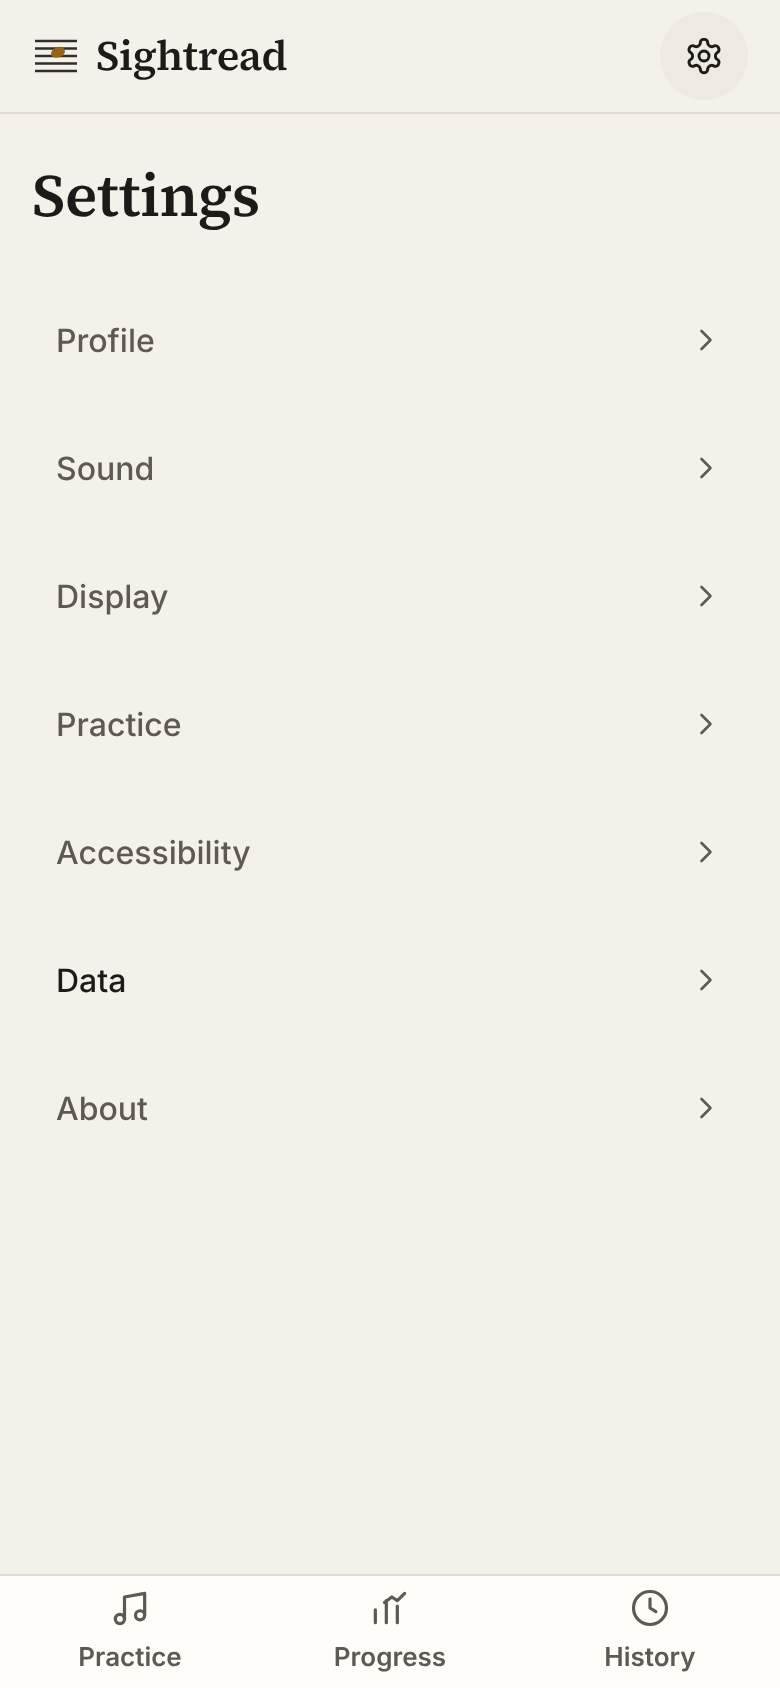 Sightread
Settings
Profile
Sound
Display
Practice
Accessibility
Data
About
Practice
Progress
History